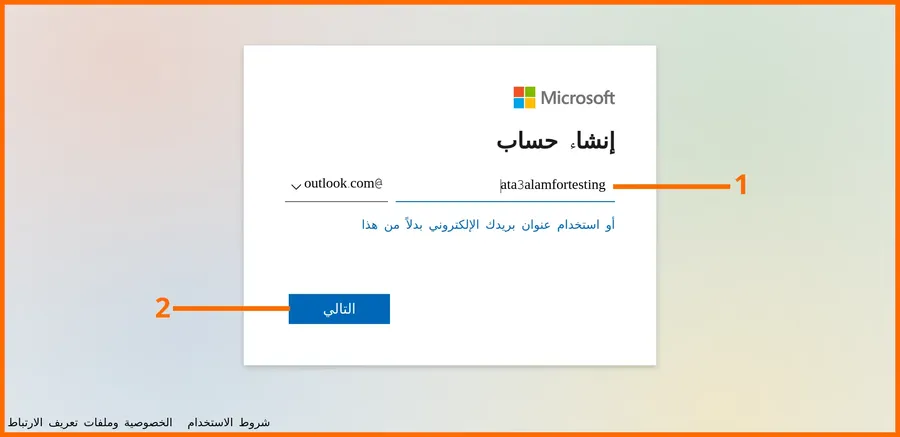 Microsoft
إنشاء حساب
ata3alamfortesting
@outlook.com
1
أو استخدام عنوان بريدك الإلكتروني بدلاً من هذا
التالي
2
شروط الاستخدام الخصوصية وملفات تعريف الارتباط